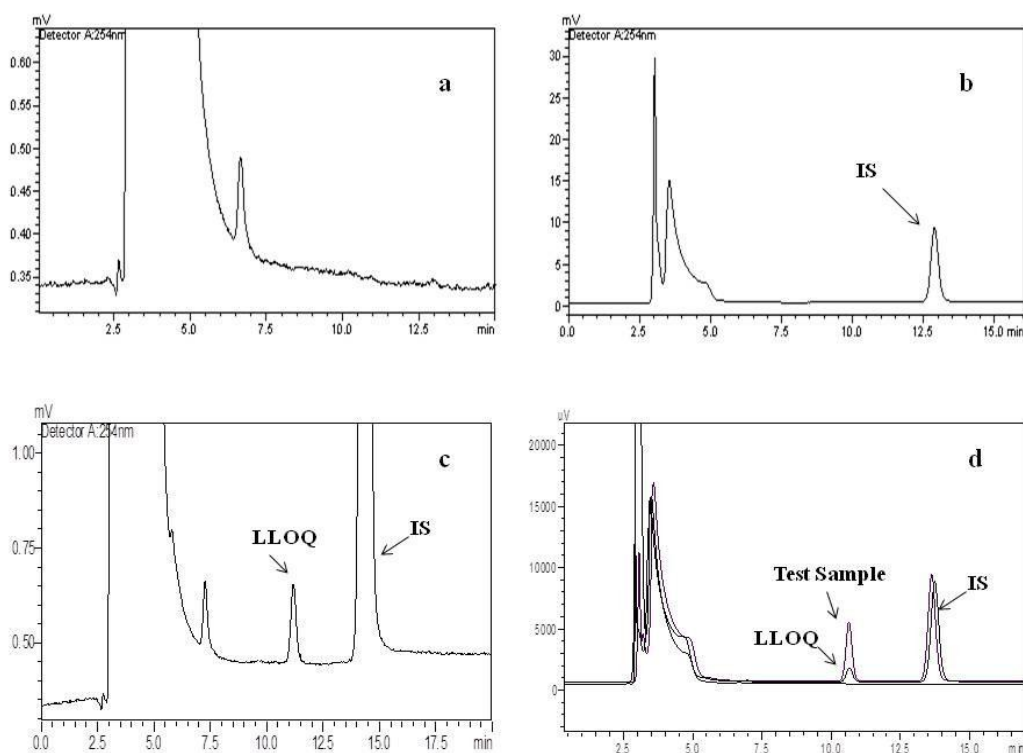 mV
Detector A:254nm
a
0.60
0.55
0.50
0.45
0.40
0.35
2.5 5.0 7.5 10.0 12.5 min
mV
Detector A:254nm
b
30
25
20
15
10
5
0
IS
0.0 2.5 5.0 7.5 10.0 12.5 15.0 min
mV
Detector A:254nm
c
1.00
0.75
0.50
LLOQ
IS
0.0 2.5 5.0 7.5 10.0 12.5 15.0 17.5 min
uV
d
20000
15000
10000
5000
0
Test Sample
IS
LLOQ
2.5 5.0 7.5 10.0 12.5 15.0 min